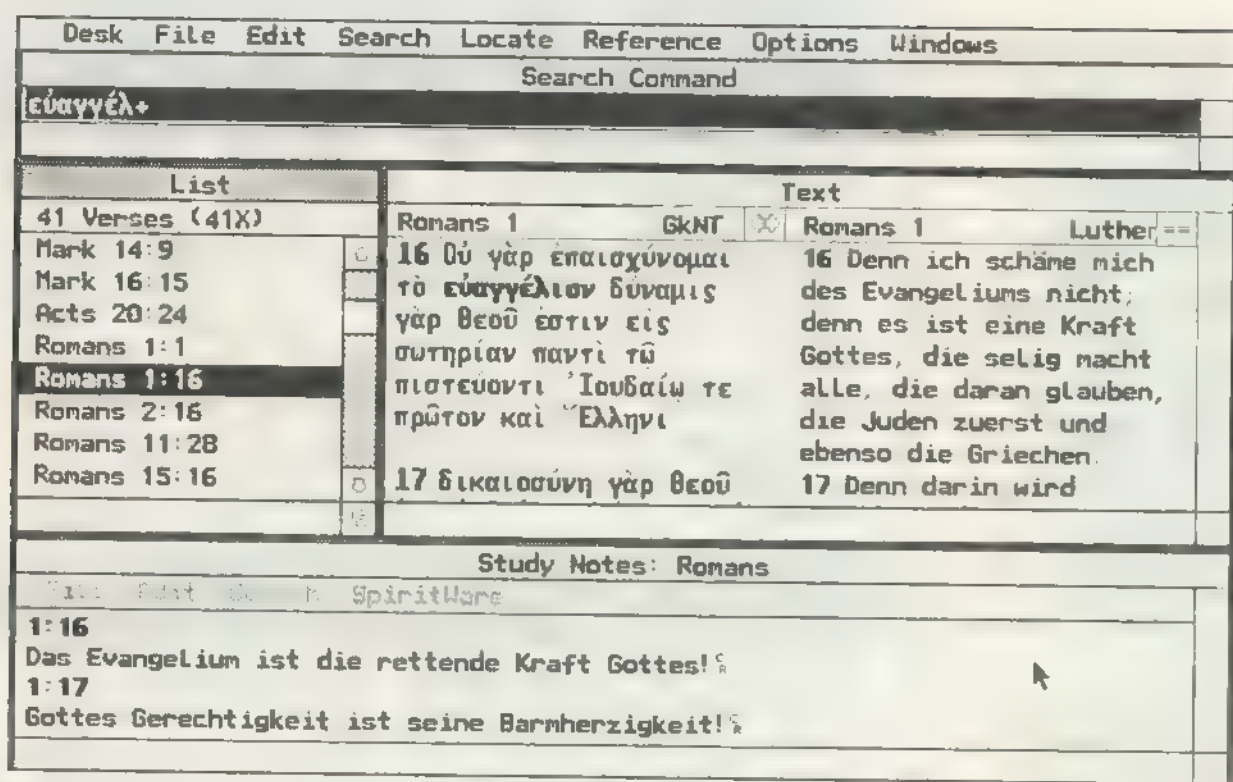 Desk File Edit Search Locate Reference Options Windows
Search Command
εὐαγγέλ+
List
41 Verses (41X)
Mark 14:9
Mark 16:15
Acts 20:24
Romans 1:1
Romans 1:16
Romans 2:16
Romans 11:28
Romans 15:16
Text
Romans 1 GkNT
16 Οὐ γὰρ ἐπαισχύνομαι
τὸ εὐαγγέλιον δύναμις
γὰρ θεοῦ ἐστιν εἰς
σωτηρίαν παντὶ τῷ
πιστεύοντι Ἰουδαίῳ τε
πρῶτον καὶ Ἕλληνι
17 δικαιοσύνη γὰρ θεοῦ
Romans 1 Luther
16 Denn ich schäme mich
des Evangeliums nicht;
denn es ist eine Kraft
Gottes, die selig macht
alle, die daran glauben,
die Juden zuerst und
ebenso die Griechen.
17 Denn darin wird
Study Notes: Romans
Edit SpiritWare
1:16
Das Evangelium ist die rettende Kraft Gottes!
1:17
Gottes Gerechtigkeit ist seine Barmherzigkeit!